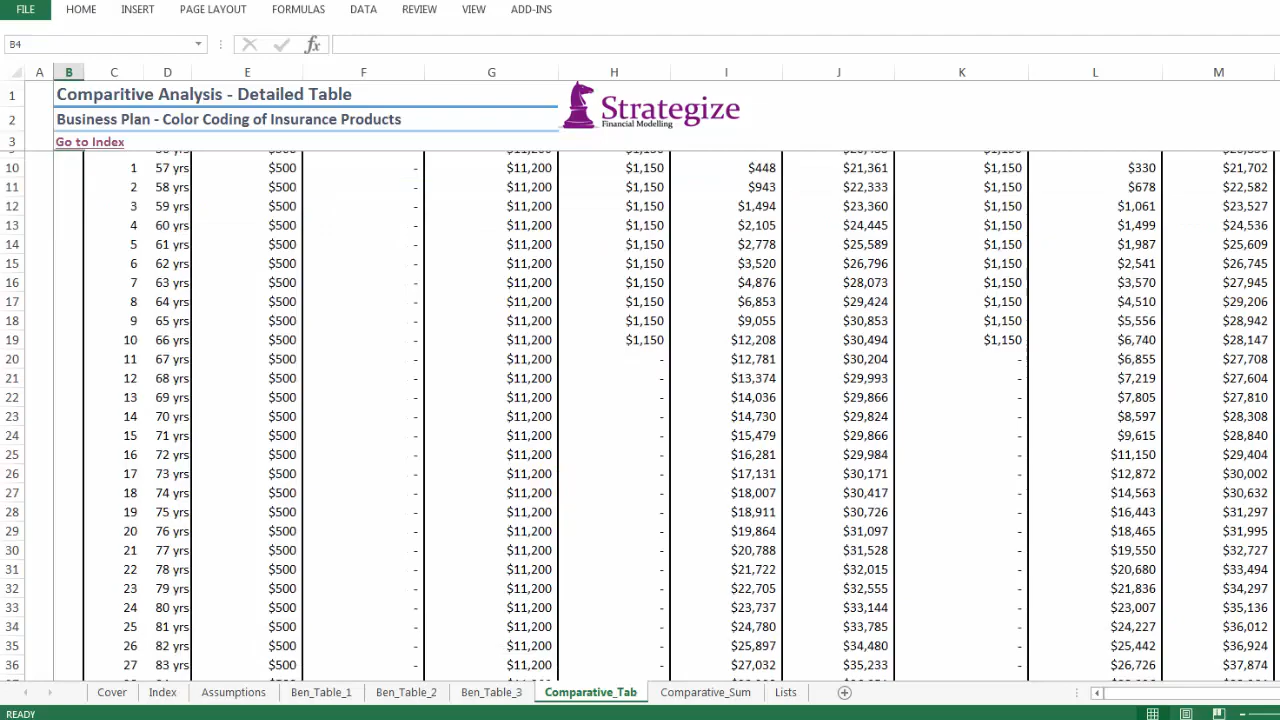 FILE HOME INSERT PAGE LAYOUT FORMULAS DATA REVIEW VIEW ADD-INS
B4 fx
A B C D E F G H I J K L M
1 Comparitive Analysis - Detailed Table
Strategize
Financial Modelling
2 Business Plan - Color Coding of Insurance Products
3 Go to Index
10 1 57 yrs $500 - $11,200 $1,150 $448 $21,361 $1,150 $330 $21,702
11 2 58 yrs $500 - $11,200 $1,150 $943 $22,333 $1,150 $678 $22,582
12 3 59 yrs $500 - $11,200 $1,150 $1,494 $23,360 $1,150 $1,061 $23,527
13 4 60 yrs $500 - $11,200 $1,150 $2,105 $24,445 $1,150 $1,499 $24,536
14 5 61 yrs $500 - $11,200 $1,150 $2,778 $25,589 $1,150 $1,987 $25,609
15 6 62 yrs $500 - $11,200 $1,150 $3,520 $26,796 $1,150 $2,541 $26,745
16 7 63 yrs $500 - $11,200 $1,150 $4,876 $28,073 $1,150 $3,570 $27,945
17 8 64 yrs $500 - $11,200 $1,150 $6,853 $29,424 $1,150 $4,510 $29,206
18 9 65 yrs $500 - $11,200 $1,150 $9,055 $30,853 $1,150 $5,556 $28,942
19 10 66 yrs $500 - $11,200 $1,150 $12,208 $30,494 $1,150 $6,740 $28,147
20 11 67 yrs $500 - $11,200 - $12,781 $30,204 - $6,855 $27,708
21 12 68 yrs $500 - $11,200 - $13,374 $29,993 - $7,219 $27,604
22 13 69 yrs $500 - $11,200 - $14,036 $29,866 - $7,805 $27,810
23 14 70 yrs $500 - $11,200 - $14,730 $29,824 - $8,597 $28,308
24 15 71 yrs $500 - $11,200 - $15,479 $29,866 - $9,615 $28,840
25 16 72 yrs $500 - $11,200 - $16,281 $29,984 - $11,150 $29,404
26 17 73 yrs $500 - $11,200 - $17,131 $30,171 - $12,872 $30,002
27 18 74 yrs $500 - $11,200 - $18,007 $30,417 - $14,563 $30,632
28 19 75 yrs $500 - $11,200 - $18,911 $30,726 - $16,443 $31,297
29 20 76 yrs $500 - $11,200 - $19,864 $31,097 - $18,465 $31,995
30 21 77 yrs $500 - $11,200 - $20,788 $31,528 - $19,550 $32,727
31 22 78 yrs $500 - $11,200 - $21,722 $32,015 - $20,680 $33,494
32 23 79 yrs $500 - $11,200 - $22,705 $32,555 - $21,836 $34,297
33 24 80 yrs $500 - $11,200 - $23,737 $33,144 - $23,007 $35,136
34 25 81 yrs $500 - $11,200 - $24,780 $33,785 - $24,227 $36,012
35 26 82 yrs $500 - $11,200 - $25,897 $34,480 - $25,442 $36,924
36 27 83 yrs $500 - $11,200 - $27,032 $35,233 - $26,726 $37,874
Cover Index Assumptions Ben_Table_1 Ben_Table_2 Ben_Table_3 Comparative_Tab Comparative_Sum Lists
READY